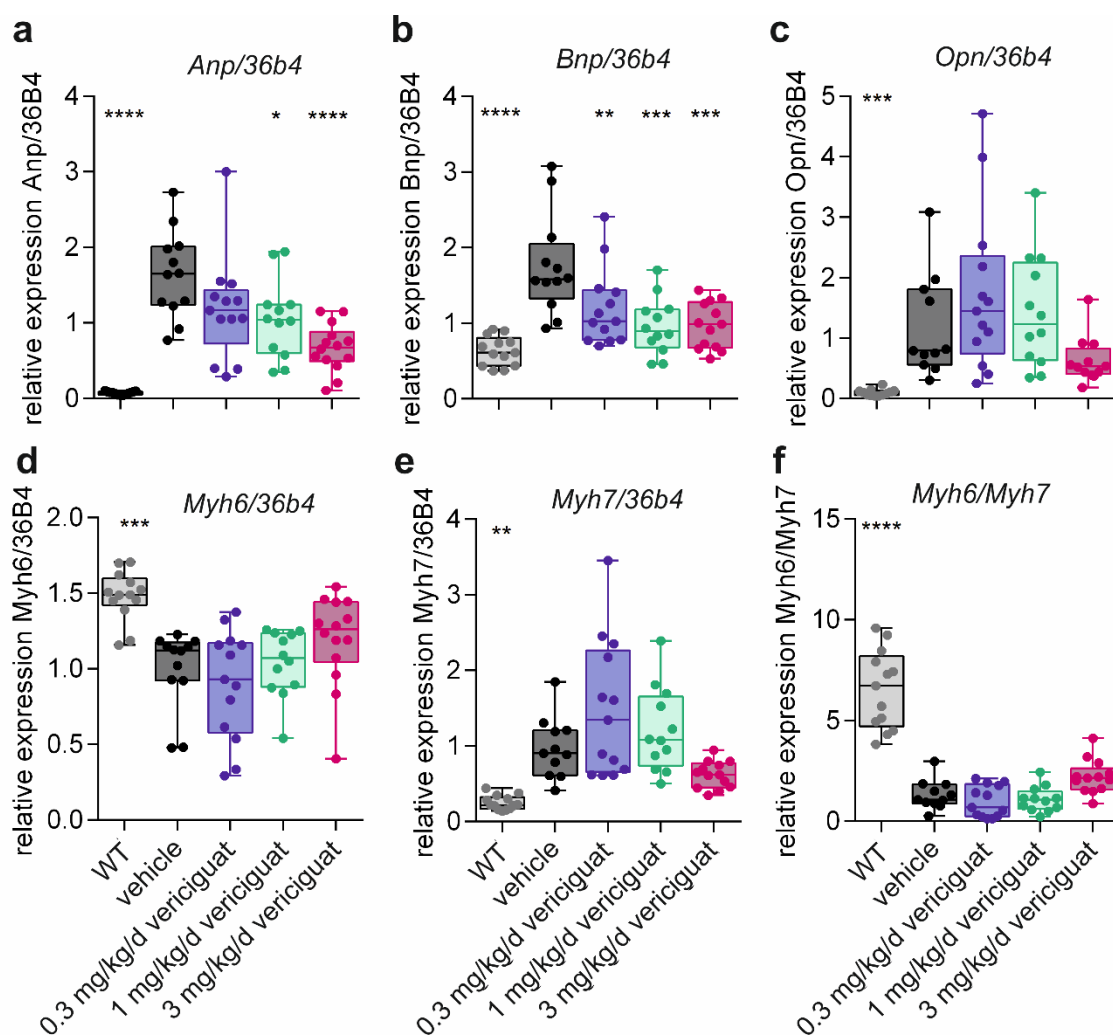 a
Anp/36b4
relative expression Anp/36B4
4
3
2
1
0
****
*
****
b
Bnp/36b4
relative expression Bnp/36B4
4
3
2
1
0
****
**
***
***
c
Opn/36b4
relative expression Opn/36B4
5
4
3
2
1
0
***
d
Myh6/36b4
relative expression Myh6/36B4
2.0
1.5
1.0
0.5
0.0
***
WT
vehicle
0.3 mg/kg/d vericiguat
1 mg/kg/d vericiguat
3 mg/kg/d vericiguat
e
Myh7/36b4
relative expression Myh7/36B4
4
3
2
1
0
**
WT
vehicle
0.3 mg/kg/d vericiguat
1 mg/kg/d vericiguat
3 mg/kg/d vericiguat
f
Myh6/Myh7
relative expression Myh6/Myh7
15
10
5
0
****
WT
vehicle
0.3 mg/kg/d vericiguat
1 mg/kg/d vericiguat
3 mg/kg/d vericiguat